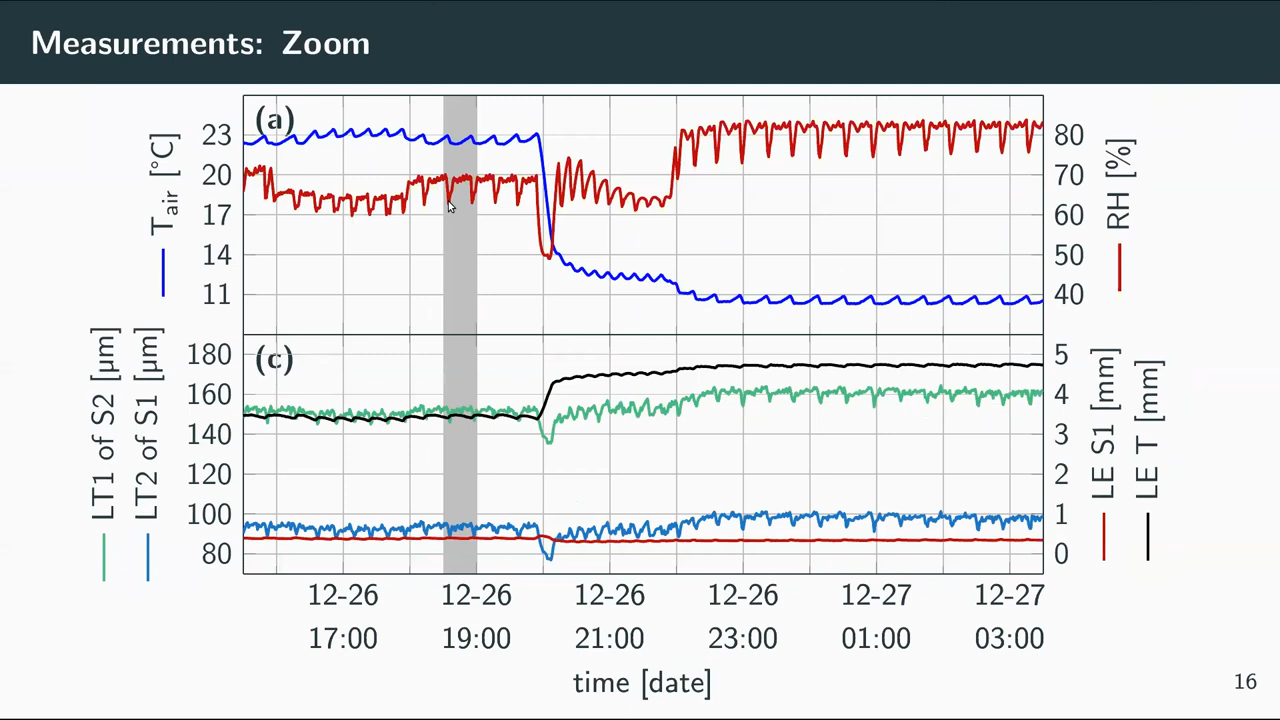 Measurements: Zoom
(a)
T_air [°C]
23
20
17
14
11
80
70
60
50
40
RH [%]
(c)
LT1 of S2 [µm]
LT2 of S1 [µm]
180
160
140
120
100
80
5
4
3
2
1
0
LE S1 [mm]
LE T [mm]
12-26 12-26 12-26 12-26 12-27 12-27
17:00 19:00 21:00 23:00 01:00 03:00
time [date]
16